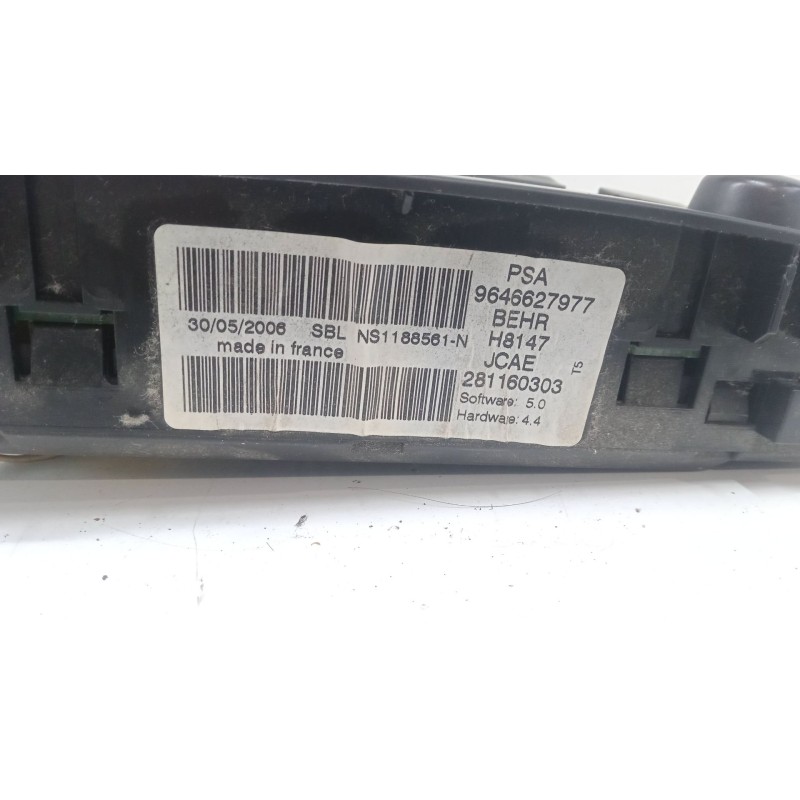 30/05/2006 SBL NS1188561-N
made in france
PSA
9646627977
BEHR
H8147
JCAE
281160303
T5
Software: 5.0
Hardware: 4.4